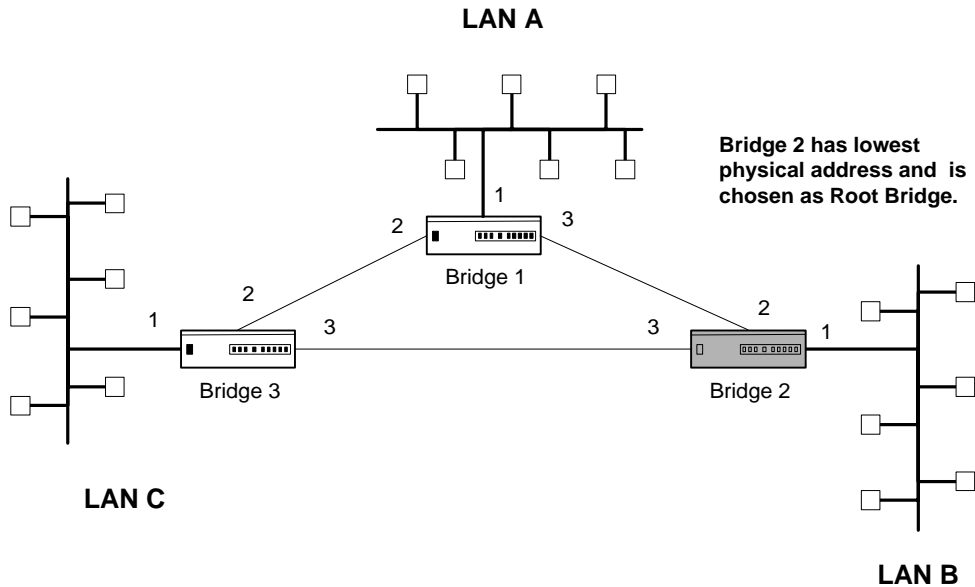 LAN A
Bridge 2 has lowest
physical address and is
chosen as Root Bridge.
1
2
3
Bridge 1
2
1
3
Bridge 3
3
2
1
Bridge 2
LAN C
LAN B